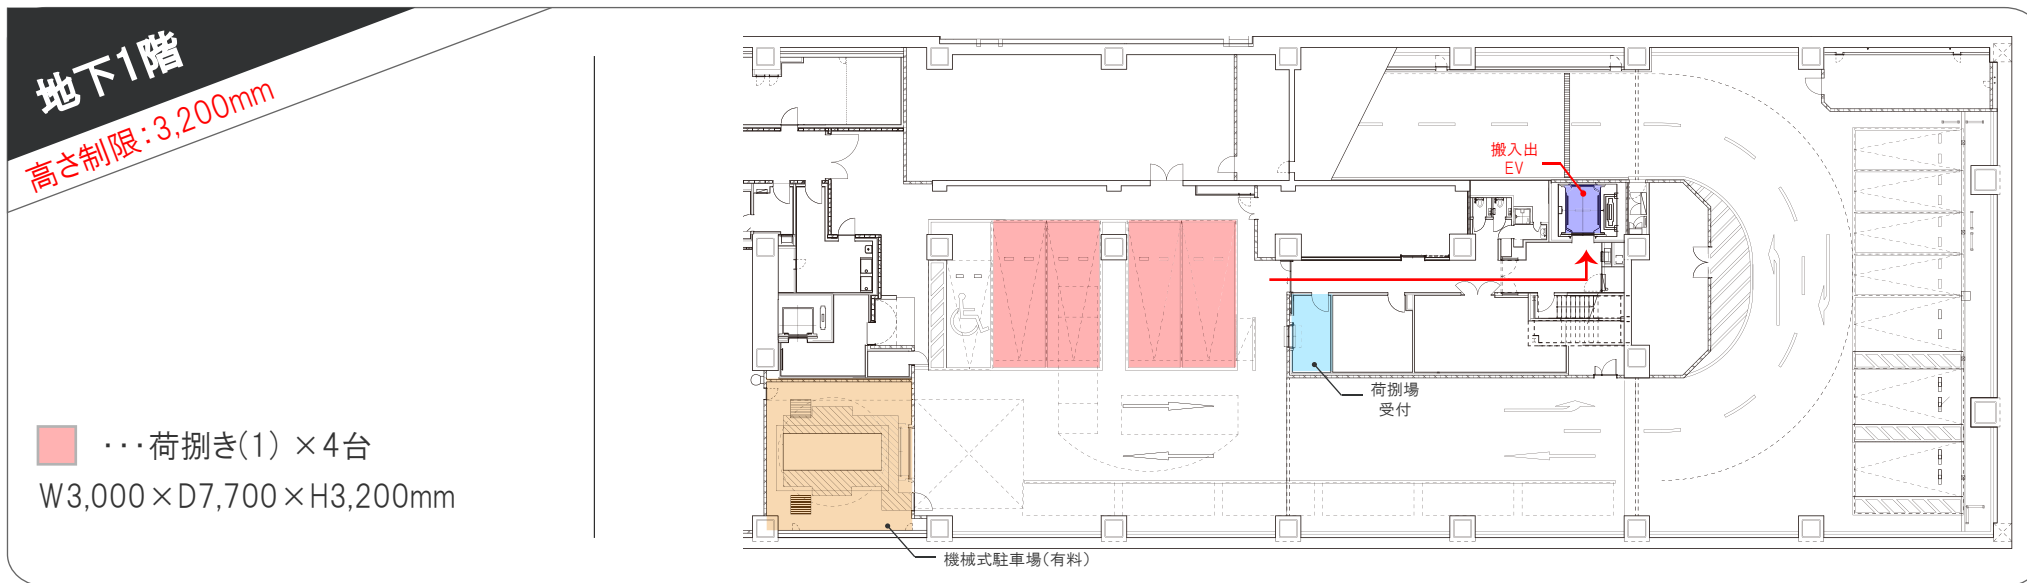 地下1階
高さ制限:3,200mm
・・・荷捌き(1) ×4台
W3,000×D7,700×H3,200mm
搬入出
EV
荷捌場
受付
機械式駐車場(有料)